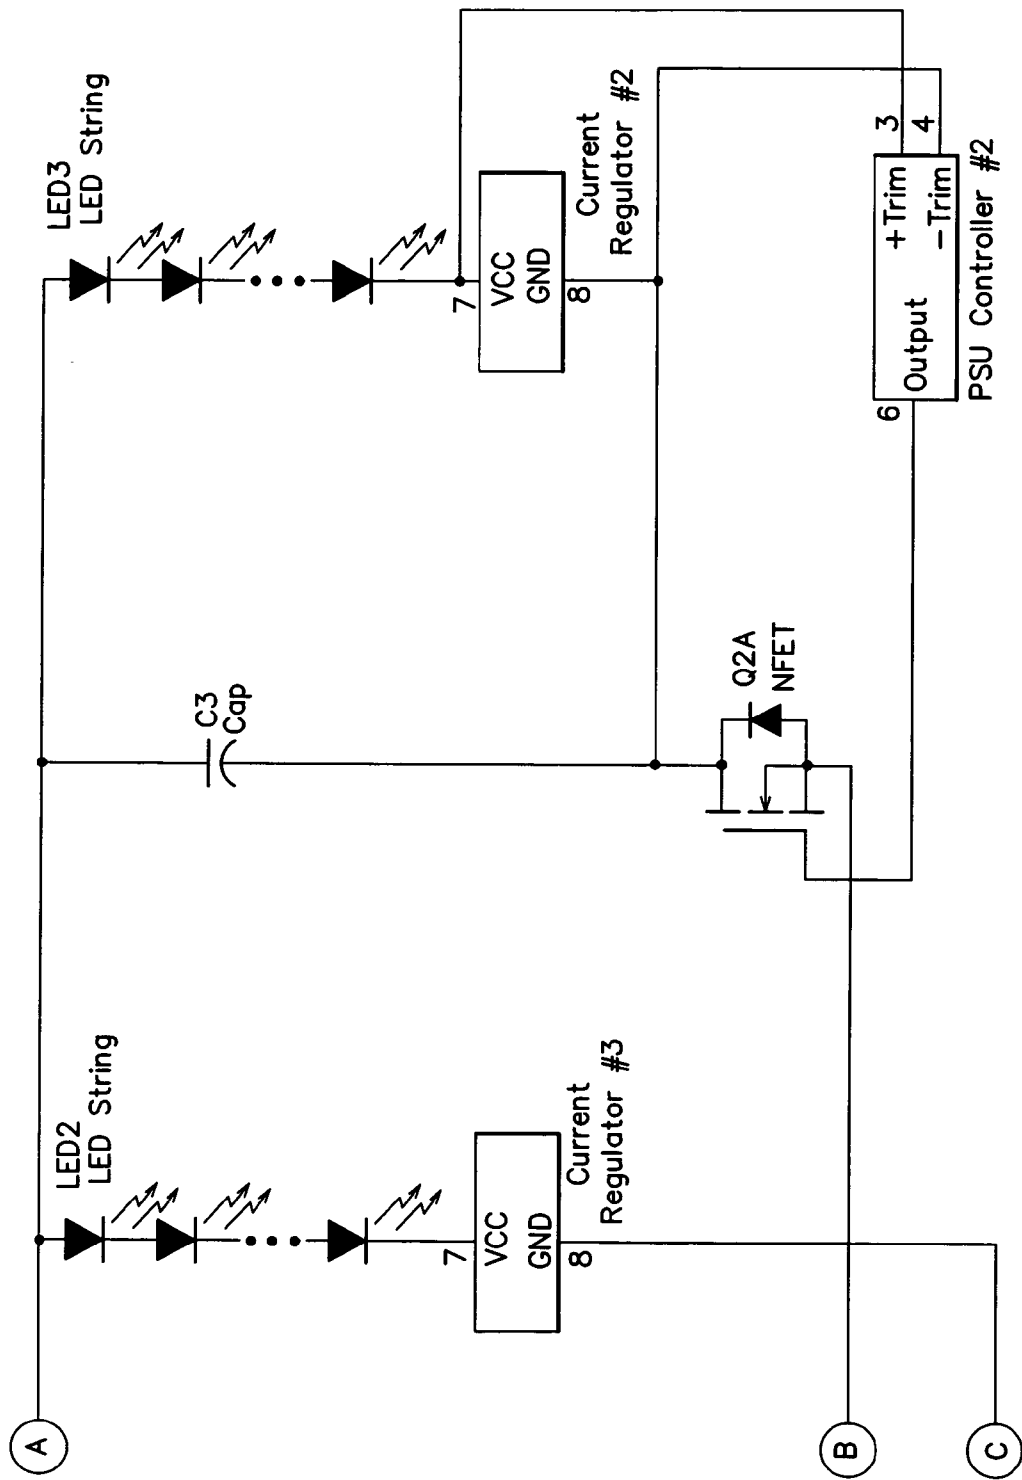 A
B
C
LED2
LED String
7
VCC
GND
8
Current
Regulator #3
C3
Cap
Q2A
NFET
LED3
LED String
7
VCC
GND
8
Current
Regulator #2
6
Output
+Trim
-Trim
3
4
PSU Controller #2